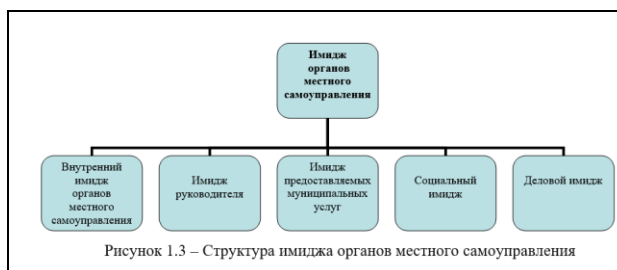 Имидж
органов
местного
самоуправления
Внутренний
имидж
органов
местного
самоуправления
Имидж
руководителя
Имидж
предоставляемых
муниципальных
услуг
Социальный
имидж
Деловой имидж
Рисунок 1.3 – Структура имиджа органов местного самоуправления